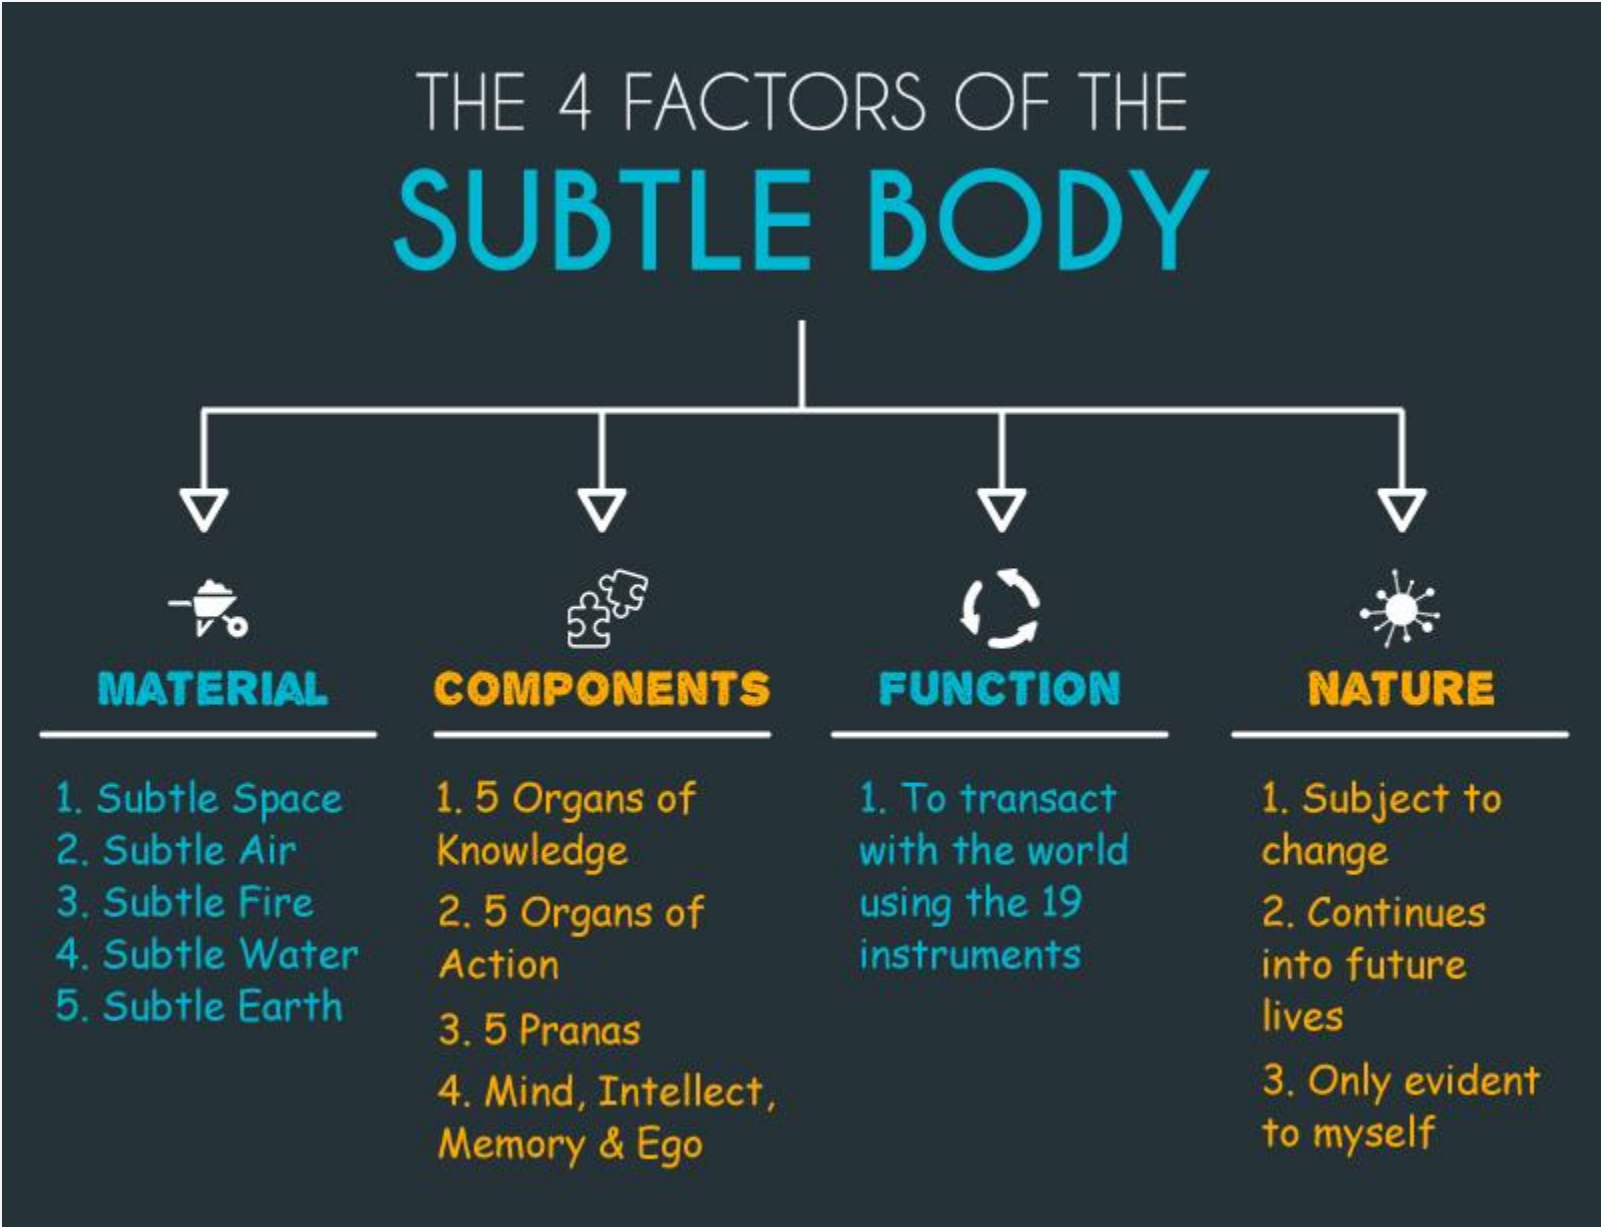 THE 4 FACTORS OF THE
SUBTLE BODY
MATERIAL
1. Subtle Space
2. Subtle Air
3. Subtle Fire
4. Subtle Water
5. Subtle Earth
COMPONENTS
1. 5 Organs of
Knowledge
2. 5 Organs of
Action
3. 5 Pranas
4. Mind, Intellect,
Memory & Ego
FUNCTION
1. To transact
with the world
using the 19
instruments
NATURE
1. Subject to
change
2. Continues
into future
lives
3. Only evident
to myself